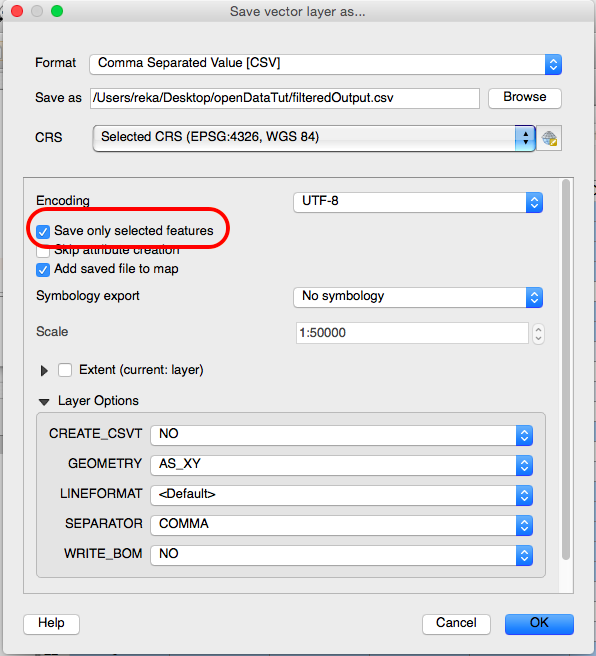 Save vector layer as...
Format Comma Separated Value [CSV]
Save as /Users/reka/Desktop/openDataTut/filteredOutput.csv Browse
CRS Selected CRS (EPSG:4326, WGS 84)
Encoding UTF-8
Save only selected features
Skip attribute creation
Add saved file to map
Symbology export No symbology
Scale 1:50000
Extent (current: layer)
Layer Options
CREATE_CSVT NO
GEOMETRY AS_XY
LINEFORMAT <Default>
SEPARATOR COMMA
WRITE_BOM NO
Help Cancel OK